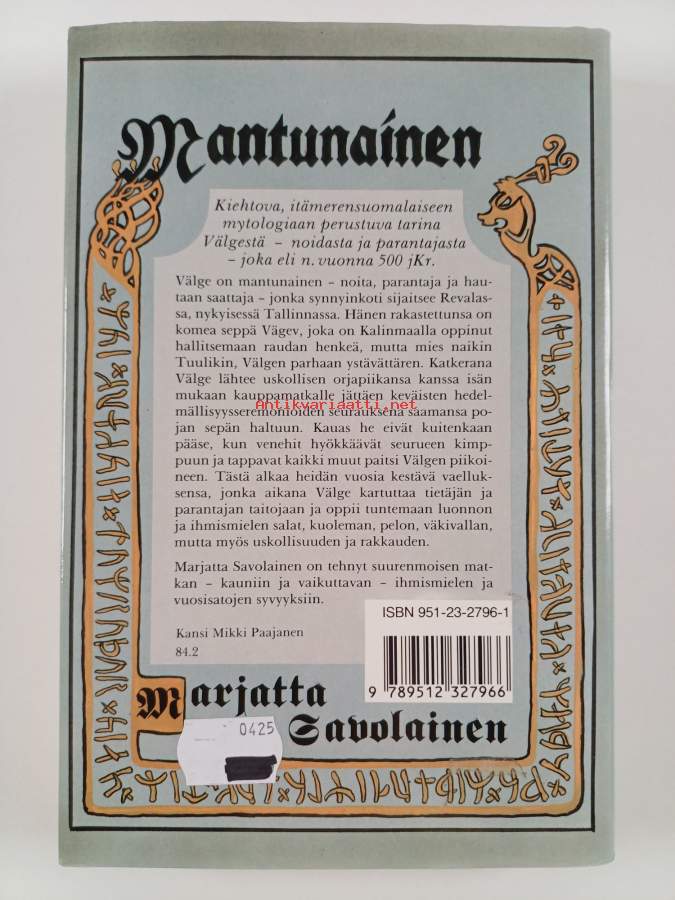 Mantunainen
Kiehtova, itämerensuomalaiseen
mytologiaan perustuva tarina
Välgestä – noidasta ja parantajasta
– joka eli n. vuonna 500 jKr.
Välge on mantunainen – noita, parantaja ja hau-
taan saattaja – jonka synnyinkoti sijaitsee Revalas-
sa, nykyisessä Tallinnassa. Hänen rakastettunsa on
komea seppä Vägev, joka on Kalinmaalla oppinut
hallitsemaan raudan henkeä, mutta mies naikin
Tuulikin, Välgen parhaan ystävättären. Katkerana
Välge lähtee uskollisen orjapiikansa kanssa isän
mukaan kauppamatkalle jättäen keväisten hedel-
mällisyysseremonioiden seurauksena saamansa po-
jan sepän haltuun. Kauas he eivät kuitenkaan
pääse, kun venehit hyökkäävät seurueen kimp-
puun ja tappavat kaikki muut paitsi Välgen piikoi-
neen. Tästä alkaa heidän vuosia kestävä vaelluk-
sensa, jonka aikana Välge kartuttaa tietäjän ja
parantajan taitojaan ja oppii tuntemaan luonnon
ja ihmismielen salat, kuoleman, pelon, väkivallan,
mutta myös uskollisuuden ja rakkauden.
Marjatta Savolainen on tehnyt suurenmoisen mat-
kan – kauniin ja vaikuttavan – ihmismielen ja
vuosisatojen syvyyksiin.
Kansi Mikki Paajanen
84.2
ISBN 951-23-2796-1
9 789512 327966
Marjatta
Savolainen
0425
Antikvariaatti.net